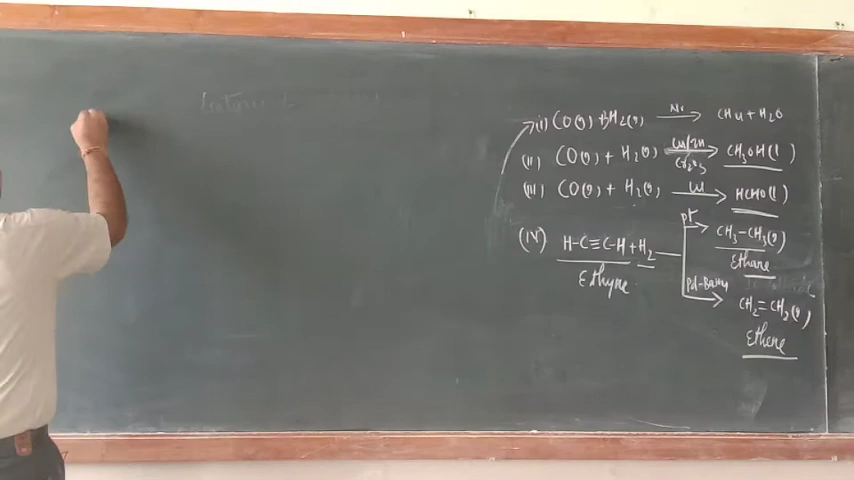 (i) CO(g) + 3H2(g) Ni → CH4 + H2O
(ii) CO(g) + H2(g) Cu/Zn → CH3OH(l)
(iii) CO(g) + H2(g) Cu → HCHO(l)
(IV) H-C≡C-H + H2
Ethyne
Pt → CH3-CH3(g)
Ethane
Pd-BaSO4 → CH2=CH2(g)
Ethene